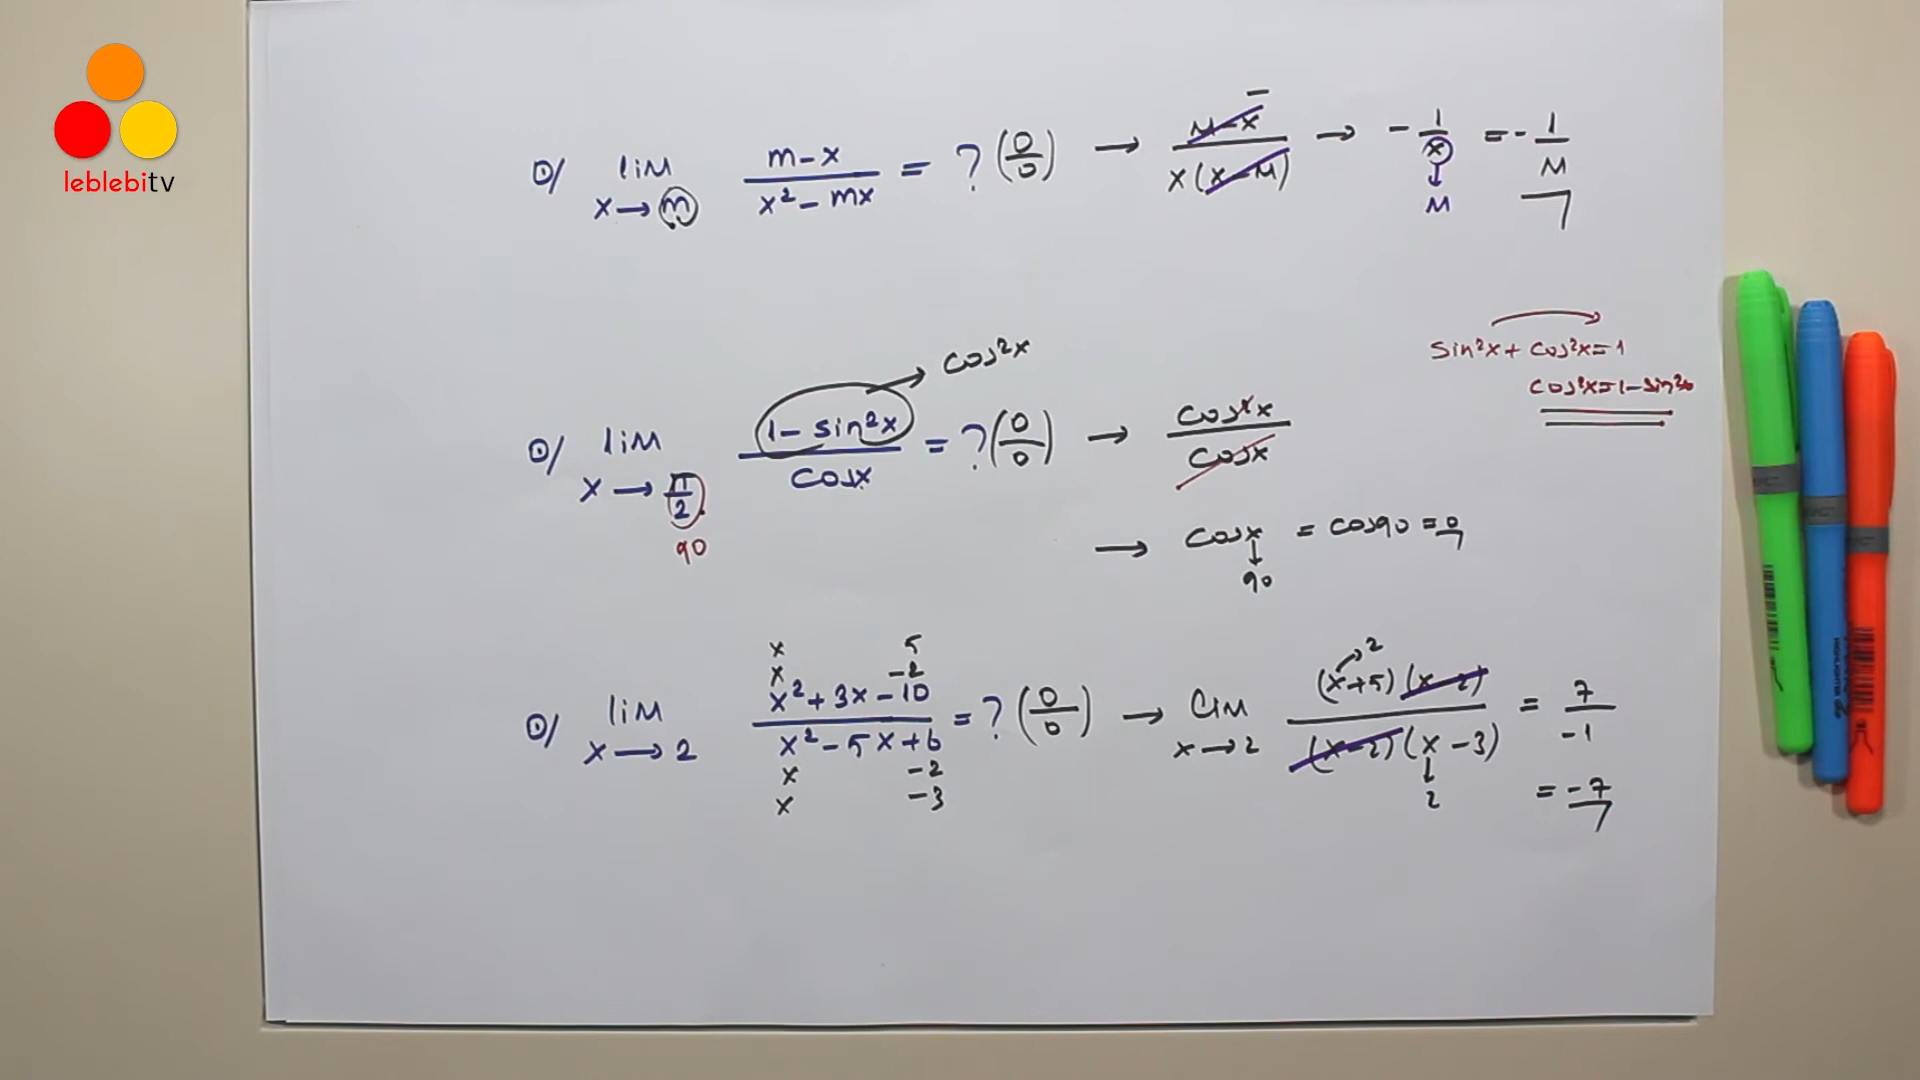 leblebitv
ö/ lim x→m (m-x)/(x²-mx) = ? (0/0) → (m-x)/(x(x-m)) → -1/x = -1/m
-
m
sin²x + cos²x = 1
cos²x
cos²x = 1 - sin²x
ö/ lim x→π/2 (1-sin²x)/cosx = ? (0/0) → cos²x/cosx
90
→ cosx = cos90 = 0
90
x 5
x -2
2
ö/ lim x→2 (x²+3x-10)/(x²-5x+6) = ? (0/0) → lim x→2 ((x+5)(x-2))/((x-2)(x-3)) = 7/-1
x -2
x -3
2
= -7